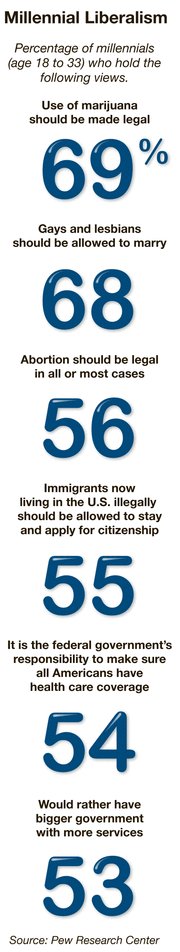 Millennial Liberalism
Percentage of millennials
(age 18 to 33) who hold the
following views.
Use of marijuana
should be made legal
69%
Gays and lesbians
should be allowed to marry
68
Abortion should be legal
in all or most cases
56
Immigrants now
living in the U.S. illegally
should be allowed to stay
and apply for citizenship
55
It is the federal government's
responsibility to make sure
all Americans have
health care coverage
54
Would rather have
bigger government
with more services
53
Source: Pew Research Center